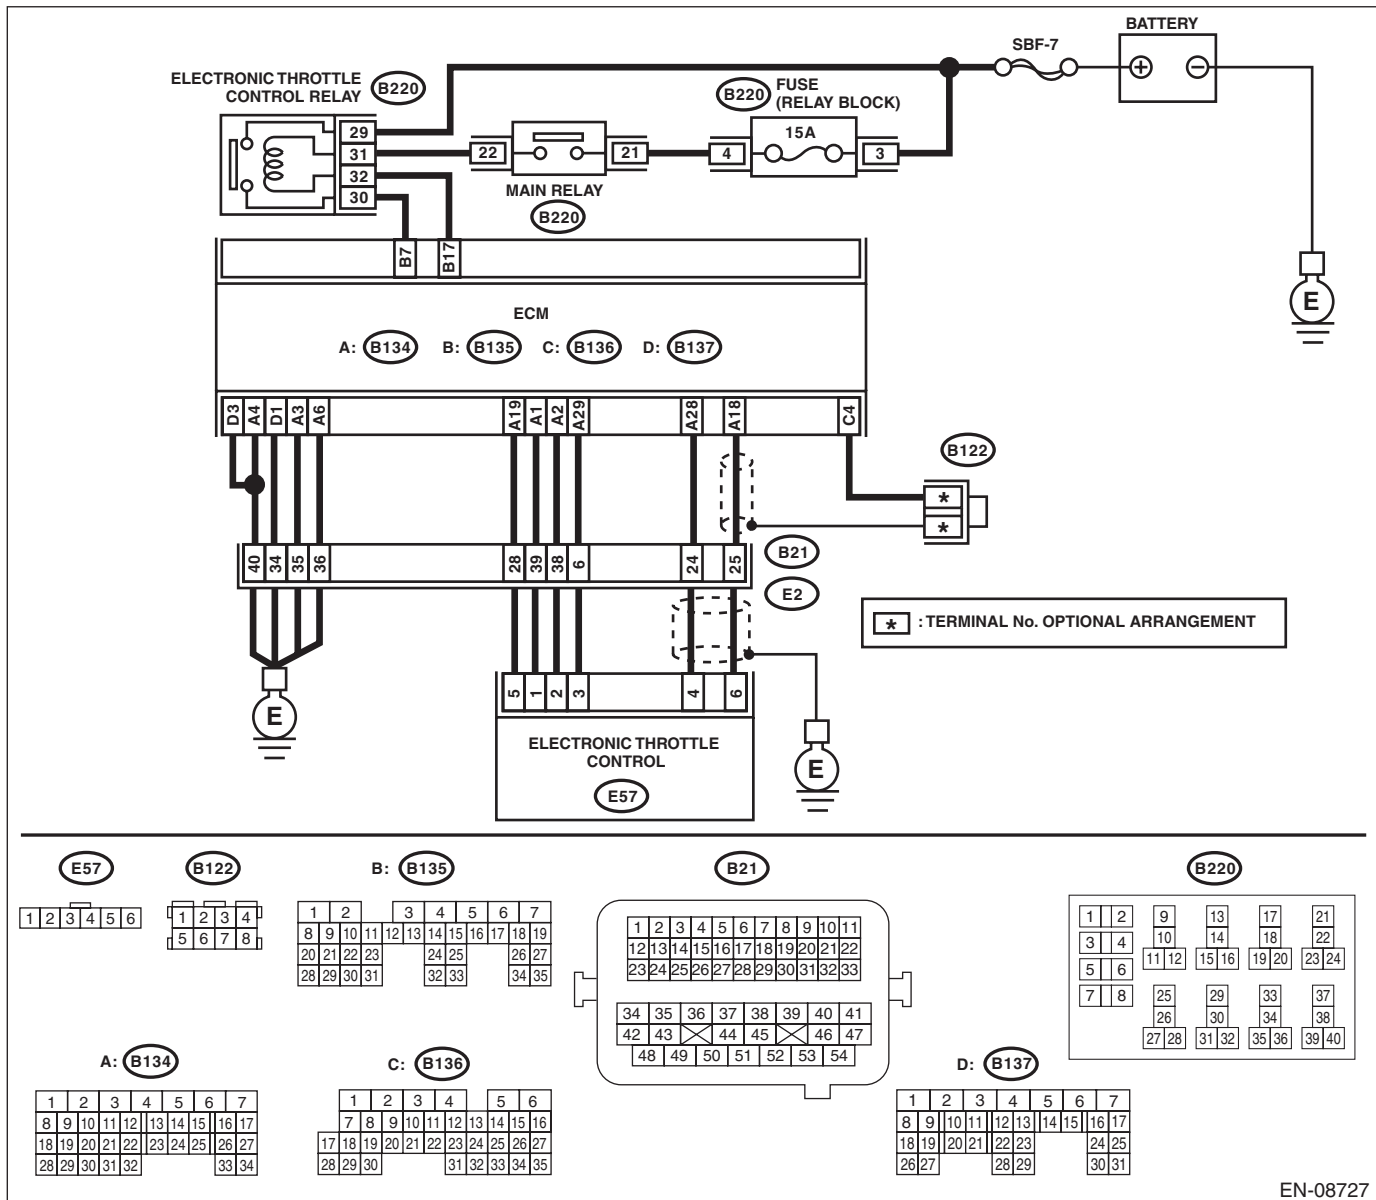 BATTERY
SBF-7
ELECTRONIC THROTTLE
CONTROL RELAY
B220
B220
FUSE
(RELAY BLOCK)
15A
29
31
32
30
22
21
4
3
MAIN RELAY
B220
E
B7
B17
ECM
A: B134 B: B135 C: B136 D: B137
D3 A4 D1 A3 A6 A19 A1 A2 A29 A28 A18 C4
B122
*
*
40 34 35 36 28 39 38 6 24 25
B21
E2
* : TERMINAL No. OPTIONAL ARRANGEMENT
5 1 2 3 4 6
E
ELECTRONIC THROTTLE
CONTROL
E57
E
E57
1 2 3 4 5 6
B122
1 2 3 4
5 6 7 8
B: B135
1 2 3 4 5 6 7
8 9 10 11 12 13 14 15 16 17 18 19
20 21 22 23 24 25 26 27
28 29 30 31 32 33 34 35
B21
1 2 3 4 5 6 7 8 9 10 11
12 13 14 15 16 17 18 19 20 21 22
23 24 25 26 27 28 29 30 31 32 33
34 35 36 37 38 39 40 41
42 43 44 45 46 47
48 49 50 51 52 53 54
B220
1 2 9 13 17 21
3 4 10 14 18 22
11 12 15 16 19 20 23 24
5 6
7 8 25 29 33 37
26 30 34 38
27 28 31 32 35 36 39 40
A: B134
1 2 3 4 5 6 7
8 9 10 11 12 13 14 15 16 17
18 19 20 21 22 23 24 25 26 27
28 29 30 31 32 33 34
C: B136
1 2 3 4 5 6
7 8 9 10 11 12 13 14 15 16
17 18 19 20 21 22 23 24 25 26 27
28 29 30 31 32 33 34 35
D: B137
1 2 3 4 5 6 7
8 9 10 11 12 13 14 15 16 17
18 19 20 21 22 23 24 25
26 27 28 29 30 31
EN-08727